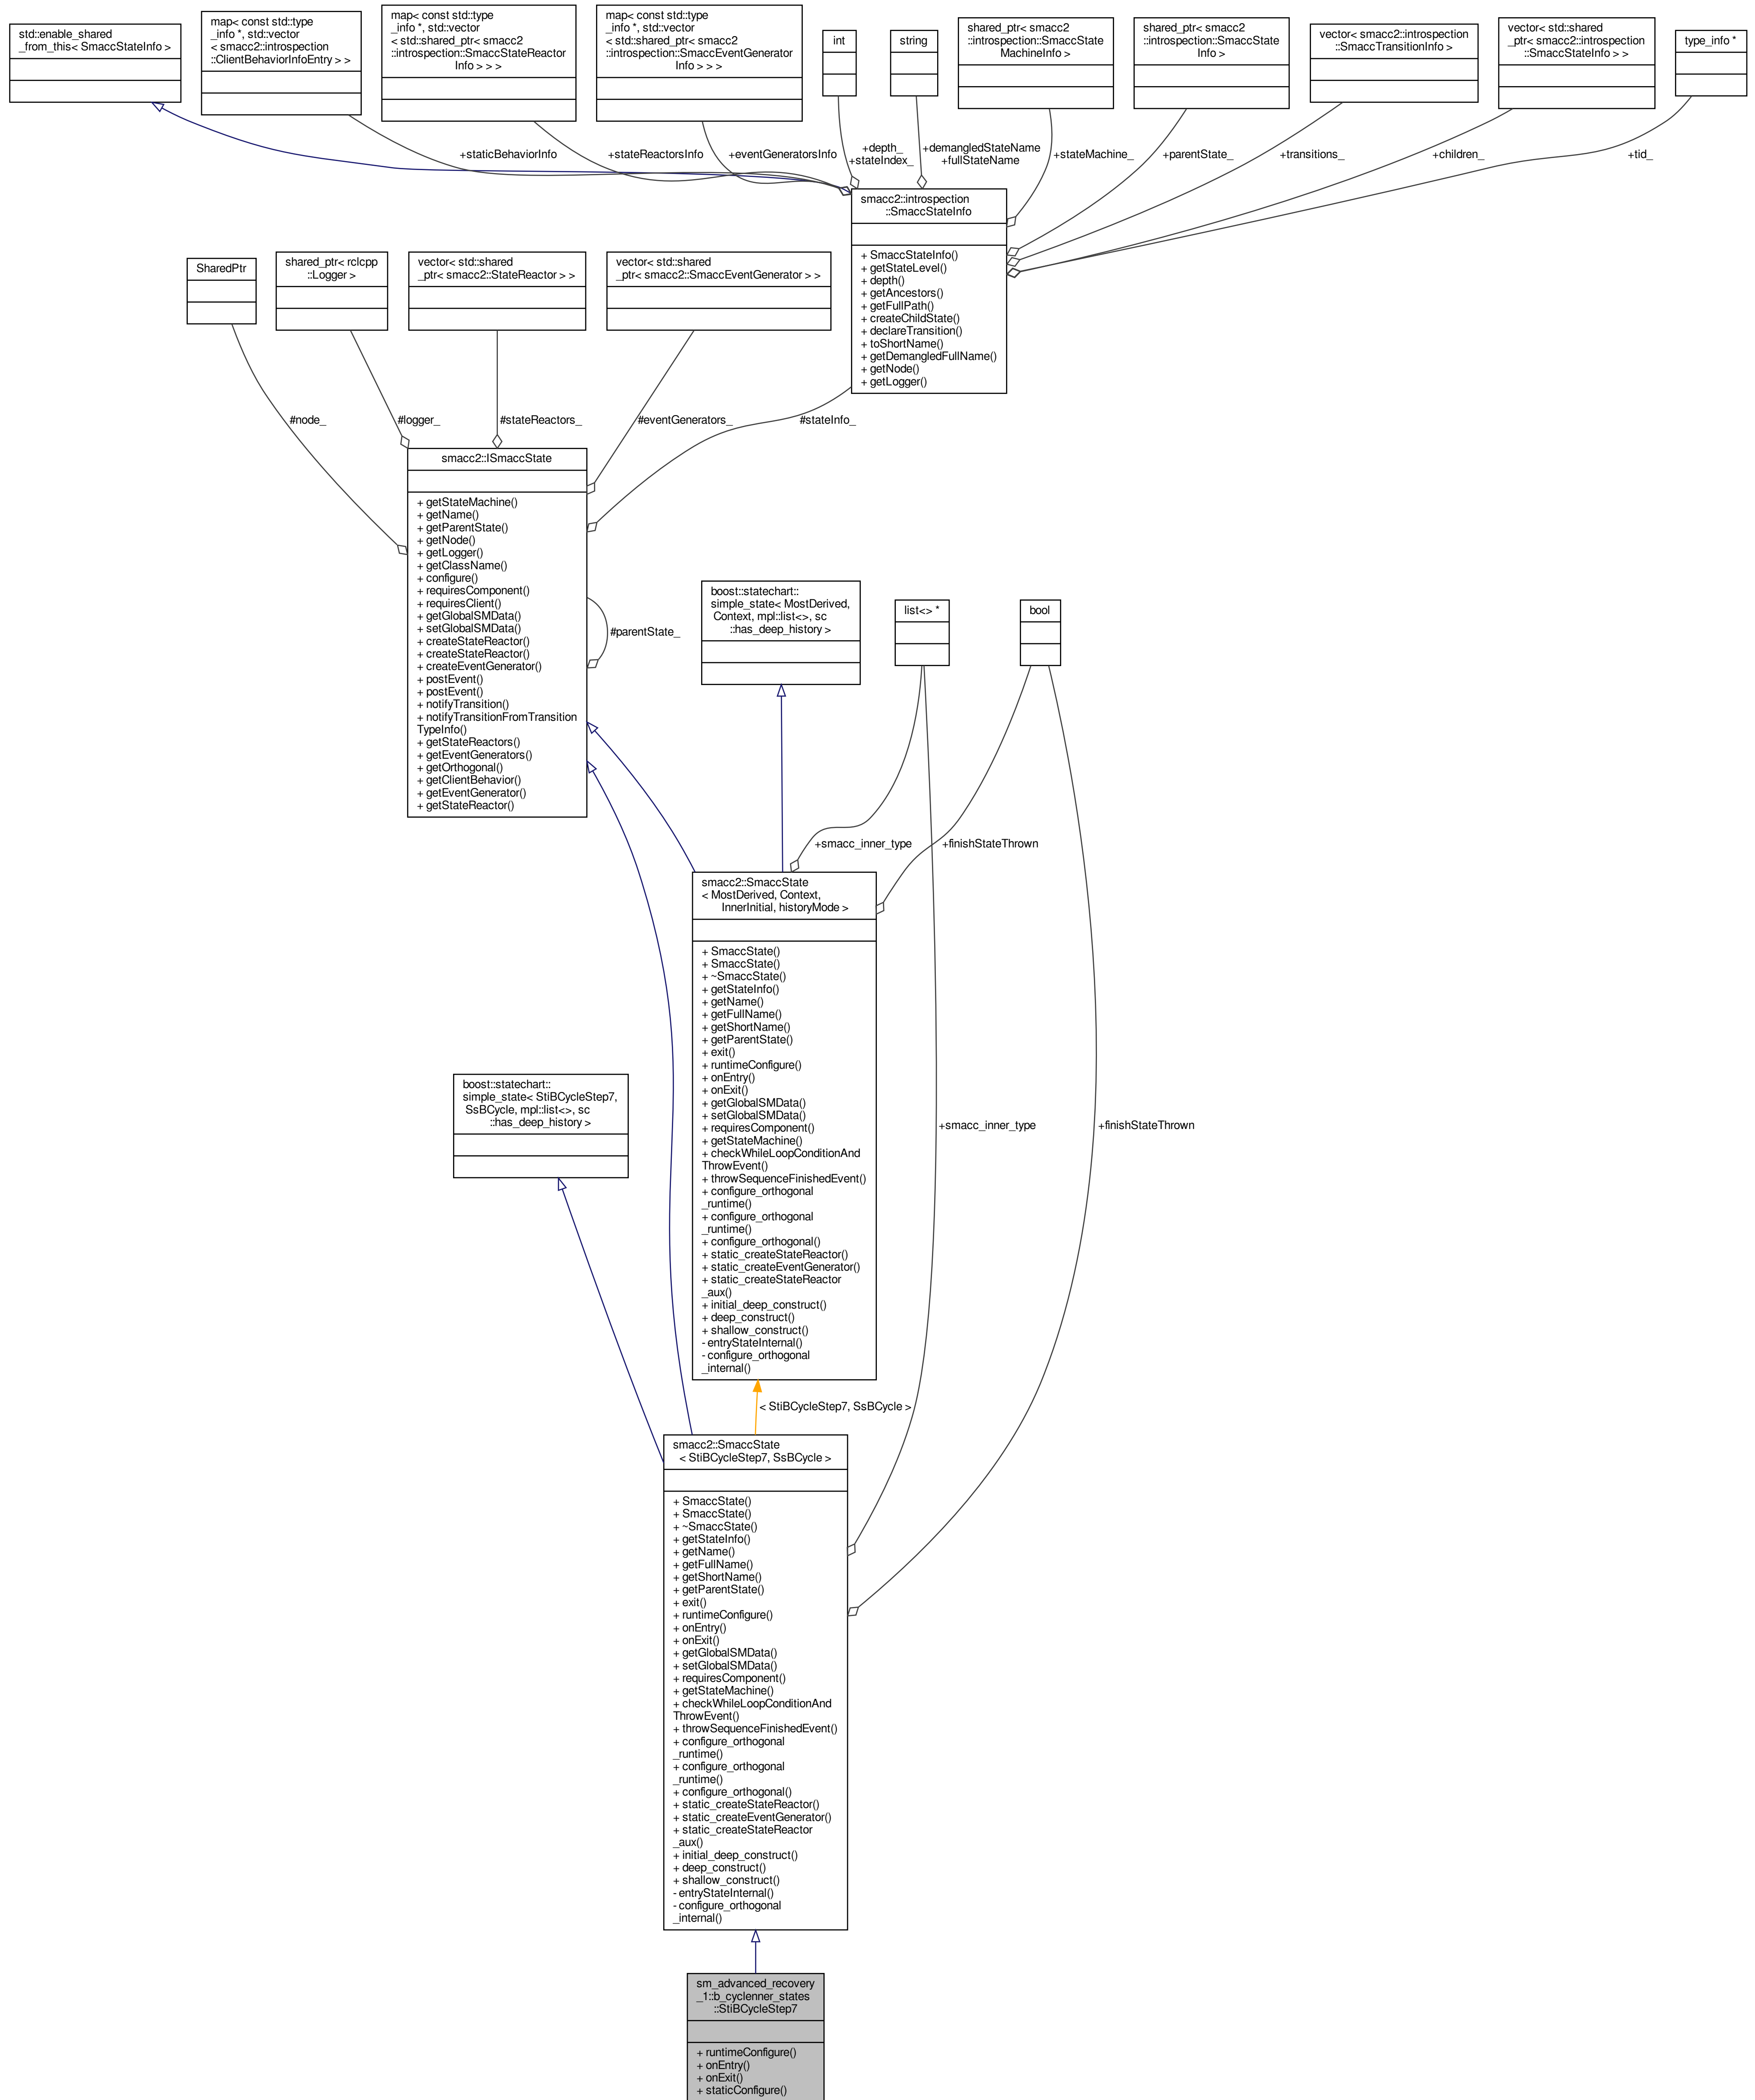 std::enable_shared
_from_this< SmaccStateInfo >
map< const std::type
_info *, std::vector
< smacc2::introspection
::ClientBehaviorInfoEntry > >
map< const std::type
_info *, std::vector
< std::shared_ptr< smacc2
::introspection::SmaccStateReactor
Info > > >
map< const std::type
_info *, std::vector
< std::shared_ptr< smacc2
::introspection::SmaccEventGenerator
Info > > >
int
string
shared_ptr< smacc2
::introspection::SmaccState
MachineInfo >
shared_ptr< smacc2
::introspection::SmaccState
Info >
vector< smacc2::introspection
::SmaccTransitionInfo >
vector< std::shared
_ptr< smacc2::introspection
::SmaccStateInfo > >
type_info *
+staticBehaviorInfo
+stateReactorsInfo
+eventGeneratorsInfo
+depth_
+stateIndex_
+demangledStateName
+fullStateName
+stateMachine_
+parentState_
+transitions_
+children_
+tid_
smacc2::introspection
::SmaccStateInfo
+ SmaccStateInfo()
+ getStateLevel()
+ depth()
+ getAncestors()
+ getFullPath()
+ createChildState()
+ declareTransition()
+ toShortName()
+ getDemangledFullName()
+ getNode()
+ getLogger()
SharedPtr
shared_ptr< rclcpp
::Logger >
vector< std::shared
_ptr< smacc2::StateReactor > >
vector< std::shared
_ptr< smacc2::SmaccEventGenerator > >
#node_
#logger_
#stateReactors_
#eventGenerators_
#stateInfo_
smacc2::ISmaccState
+ getStateMachine()
+ getName()
+ getParentState()
+ getNode()
+ getLogger()
+ getClassName()
+ configure()
+ requiresComponent()
+ requiresClient()
+ getGlobalSMData()
+ setGlobalSMData()
+ createStateReactor()
+ createStateReactor()
+ createEventGenerator()
+ postEvent()
+ postEvent()
+ notifyTransition()
+ notifyTransitionFromTransition
TypeInfo()
+ getStateReactors()
+ getEventGenerators()
+ getOrthogonal()
+ getClientBehavior()
+ getEventGenerator()
+ getStateReactor()
#parentState_
boost::statechart::
simple_state< MostDerived,
Context, mpl::list<>, sc
::has_deep_history >
list<> *
bool
+smacc_inner_type
+finishStateThrown
smacc2::SmaccState
< MostDerived, Context,
InnerInitial, historyMode >
+ SmaccState()
+ SmaccState()
+ ~SmaccState()
+ getStateInfo()
+ getName()
+ getFullName()
+ getShortName()
+ getParentState()
+ exit()
+ runtimeConfigure()
+ onEntry()
+ onExit()
+ getGlobalSMData()
+ setGlobalSMData()
+ requiresComponent()
+ getStateMachine()
+ checkWhileLoopConditionAnd
ThrowEvent()
+ throwSequenceFinishedEvent()
+ configure_orthogonal
_runtime()
+ configure_orthogonal
_runtime()
+ configure_orthogonal()
+ static_createStateReactor()
+ static_createEventGenerator()
+ static_createStateReactor
_aux()
+ initial_deep_construct()
+ deep_construct()
+ shallow_construct()
- entryStateInternal()
- configure_orthogonal
_internal()
boost::statechart::
simple_state< StiBCycleStep7,
SsBCycle, mpl::list<>, sc
::has_deep_history >
+smacc_inner_type
+finishStateThrown
< StiBCycleStep7, SsBCycle >
smacc2::SmaccState
< StiBCycleStep7, SsBCycle >
+ SmaccState()
+ SmaccState()
+ ~SmaccState()
+ getStateInfo()
+ getName()
+ getFullName()
+ getShortName()
+ getParentState()
+ exit()
+ runtimeConfigure()
+ onEntry()
+ onExit()
+ getGlobalSMData()
+ setGlobalSMData()
+ requiresComponent()
+ getStateMachine()
+ checkWhileLoopConditionAnd
ThrowEvent()
+ throwSequenceFinishedEvent()
+ configure_orthogonal
_runtime()
+ configure_orthogonal
_runtime()
+ configure_orthogonal()
+ static_createStateReactor()
+ static_createEventGenerator()
+ static_createStateReactor
_aux()
+ initial_deep_construct()
+ deep_construct()
+ shallow_construct()
- entryStateInternal()
- configure_orthogonal
_internal()
sm_advanced_recovery
_1::b_cyclenner_states
::StiBCycleStep7
+ runtimeConfigure()
+ onEntry()
+ onExit()
+ staticConfigure()